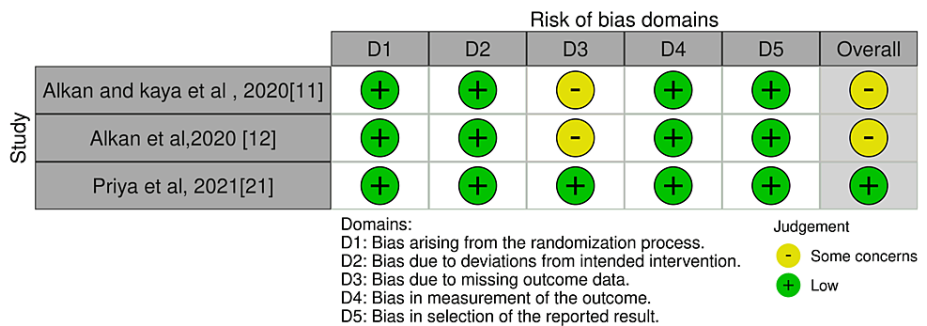 Risk of bias domains
D1 D2 D3 D4 D5 Overall
Study
Alkan and kaya et al , 2020[11] + + - + + -
Alkan et al,2020 [12] + + - + + -
Priya et al, 2021[21] + + + + + +
Domains:
D1: Bias arising from the randomization process.
D2: Bias due to deviations from intended intervention.
D3: Bias due to missing outcome data.
D4: Bias in measurement of the outcome.
D5: Bias in selection of the reported result.
Judgement
- Some concerns
+ Low